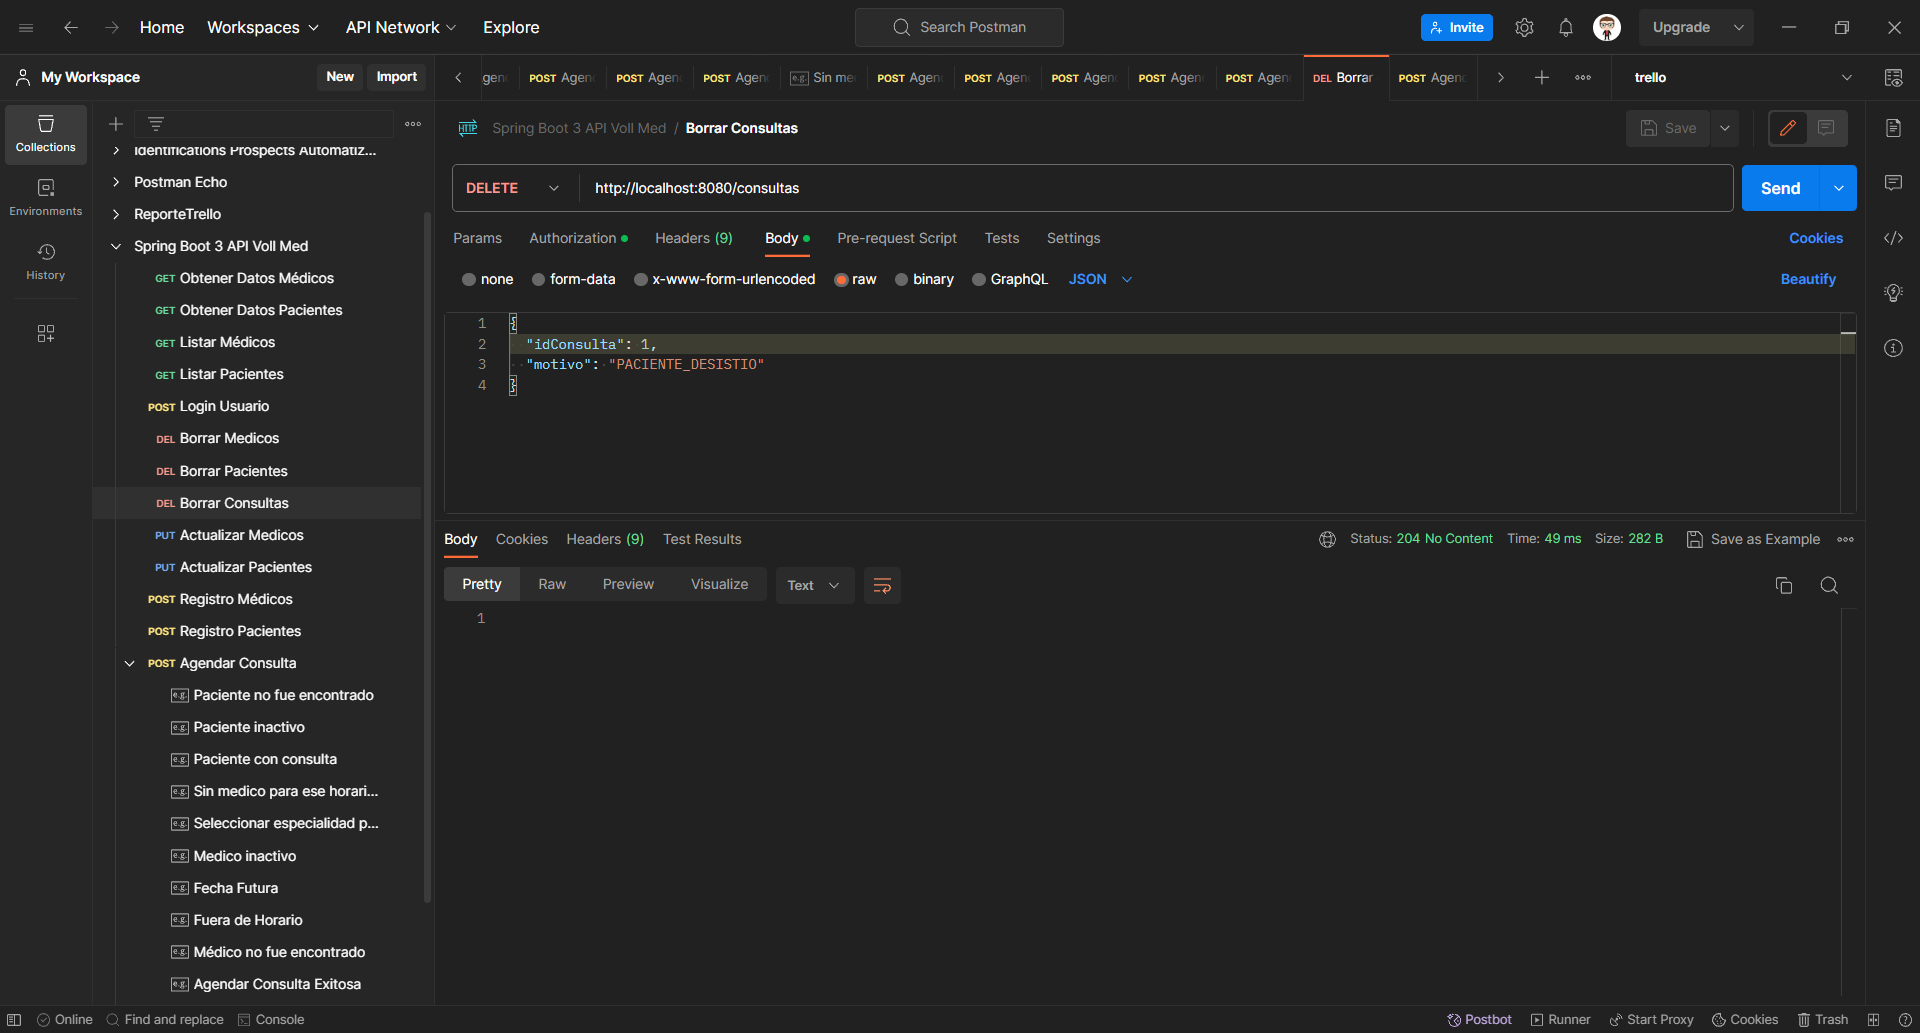 Home
Workspaces
API Network
Explore
Search Postman
Invite
Upgrade
My Workspace
New
Import
POST Agen
POST Agen
POST Agen
e.g. Sin me
POST Agen
POST Agen
POST Agen
POST Agen
POST Agen
DEL Borrar
POST Agen
trello
Collections
Environments
History
Identifications Prospects Automatiz...
Postman Echo
ReporteTrello
Spring Boot 3 API Voll Med
GET Obtener Datos Médicos
GET Obtener Datos Pacientes
GET Listar Médicos
GET Listar Pacientes
POST Login Usuario
DEL Borrar Medicos
DEL Borrar Pacientes
DEL Borrar Consultas
PUT Actualizar Medicos
PUT Actualizar Pacientes
POST Registro Médicos
POST Registro Pacientes
POST Agendar Consulta
e.g. Paciente no fue encontrado
e.g. Paciente inactivo
e.g. Paciente con consulta
e.g. Sin medico para ese horari...
e.g. Seleccionar especialidad p...
e.g. Medico inactivo
e.g. Fecha Futura
e.g. Fuera de Horario
e.g. Médico no fue encontrado
e.g. Agendar Consulta Exitosa
HTTP Spring Boot 3 API Voll Med / Borrar Consultas
Save
DELETE
http://localhost:8080/consultas
Send
Params
Authorization
Headers (9)
Body
Pre-request Script
Tests
Settings
Cookies
none
form-data
x-www-form-urlencoded
raw
binary
GraphQL
JSON
Beautify
1 {
2 "idConsulta": 1,
3 "motivo": "PACIENTE_DESISTIO"
4 }
Body
Cookies
Headers (9)
Test Results
Status: 204 No Content
Time: 49 ms
Size: 282 B
Save as Example
Pretty
Raw
Preview
Visualize
Text
1
Online
Find and replace
Console
Postbot
Runner
Start Proxy
Cookies
Trash